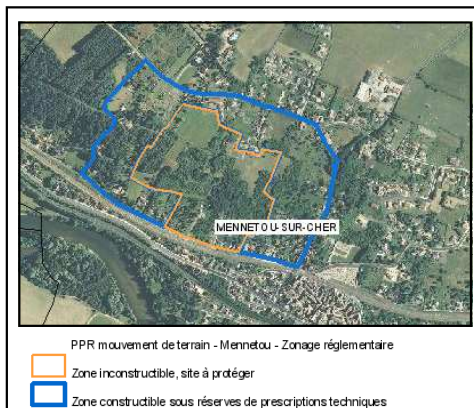 MENNETOU-SUR-CHER
PPR mouvement de terrain - Mennetou - Zonage réglementaire
Zone inconstructible, site à protéger
Zone constructible sous réserves de prescriptions techniques